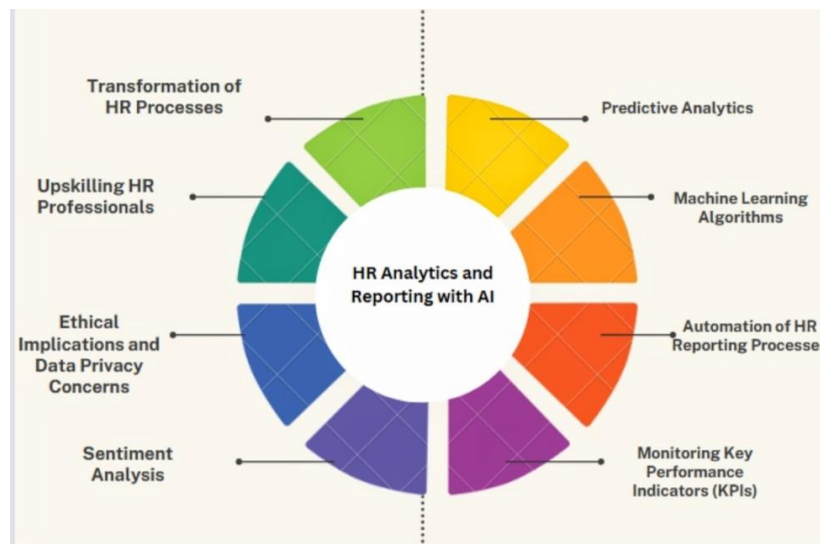 Transformation of
HR Processes
Predictive Analytics
Upskilling HR
Professionals
Machine Learning
Algorithms
HR Analytics and
Reporting with AI
Ethical
Implications and
Data Privacy
Concerns
Automation of HR
Reporting Processe
Sentiment
Analysis
Monitoring Key
Performance
Indicators (KPIs)